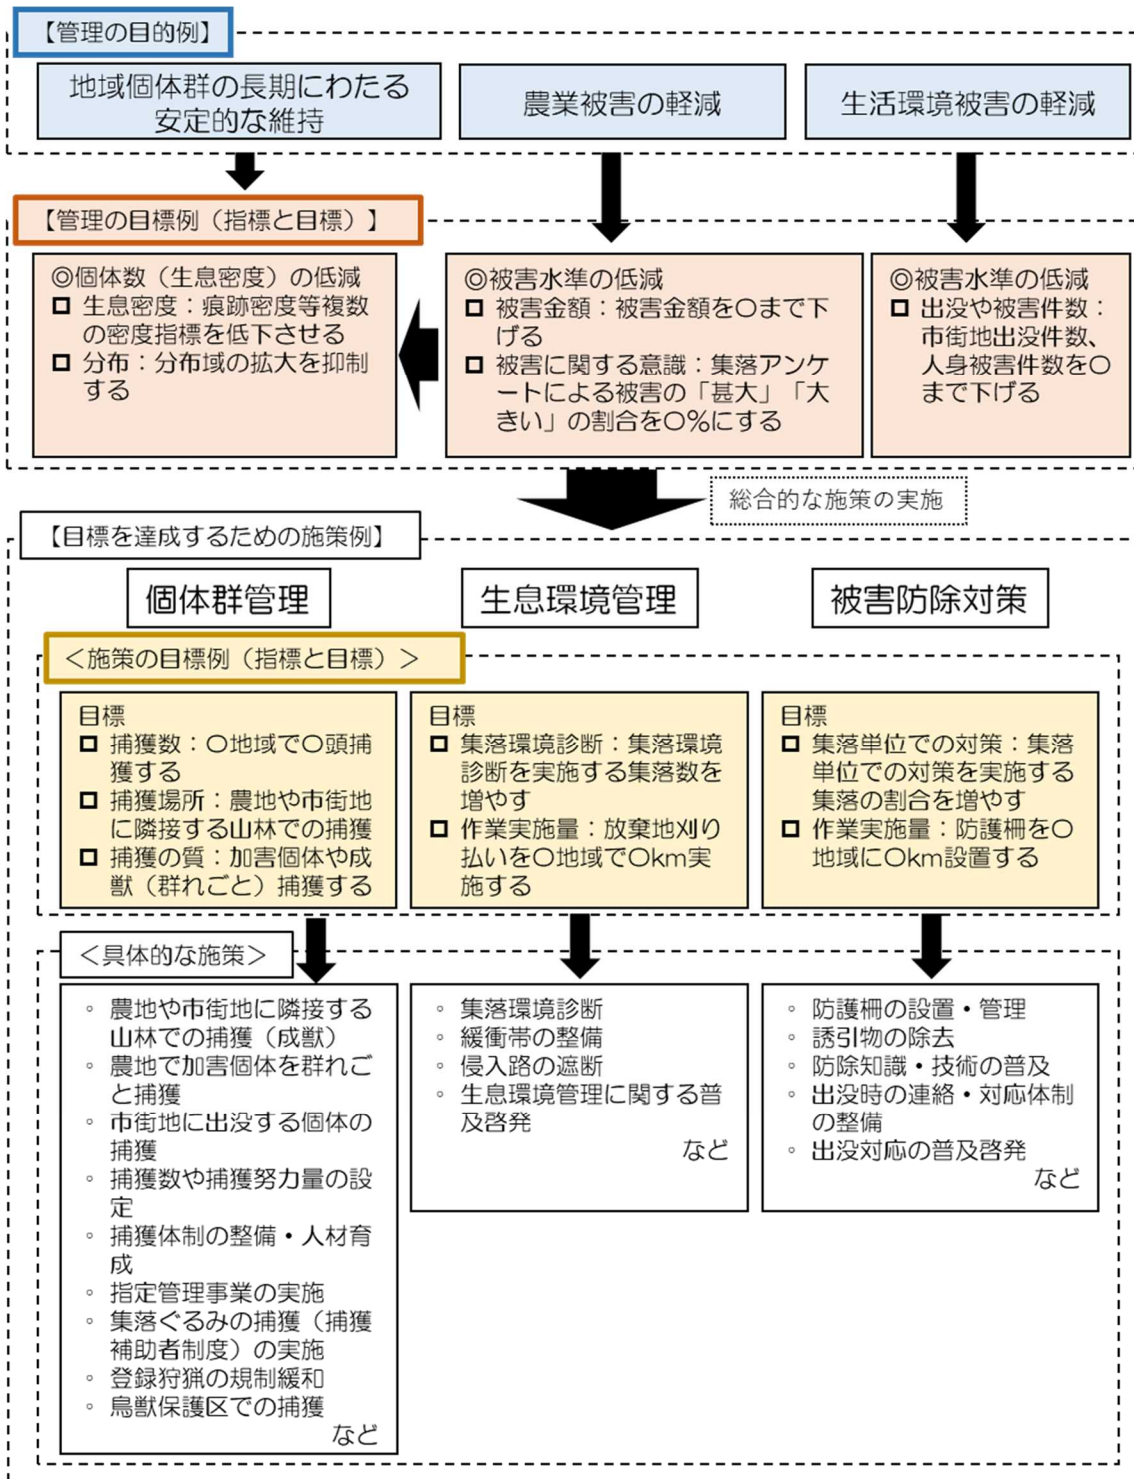 【管理の目的例】
地域個体群の長期にわたる
安定的な維持
農業被害の軽減
生活環境被害の軽減
【管理の目標例（指標と目標）】
◎個体数（生息密度）の低減
生息密度：痕跡密度等複数
の密度指標を低下させる
分布：分布域の拡大を抑制
する
◎被害水準の低減
被害金額：被害金額を〇まで下
げる
被害に関する意識：集落アンケ
ートによる被害の「甚大」「大
きい」の割合を〇％にする
◎被害水準の低減
出没や被害件数：
市街地出没件数、
人身被害件数を〇
まで下げる
総合的な施策の実施
【目標を達成するための施策例】
個体群管理
生息環境管理
被害防除対策
＜施策の目標例（指標と目標）＞
目標
捕獲数：〇地域で〇頭捕
獲する
捕獲場所：農地や市街地
に隣接する山林での捕獲
捕獲の質：加害個体や成
獣（群れごと）捕獲する
目標
集落環境診断：集落環境
診断を実施する集落数を
増やす
作業実施量：放棄地刈り
払いを〇地域で〇km実
施する
目標
集落単位での対策：集落
単位での対策を実施する
集落の割合を増やす
作業実施量：防護柵を〇
地域に〇km設置する
＜具体的な施策＞
◦ 農地や市街地に隣接する
山林での捕獲（成獣）
◦ 農地で加害個体を群れご
と捕獲
◦ 市街地に出没する個体の
捕獲
◦ 捕獲数や捕獲努力量の設
定
◦ 捕獲体制の整備・人材育
成
◦ 指定管理事業の実施
◦ 集落ぐるみの捕獲（捕獲
補助者制度）の実施
◦ 登録狩猟の規制緩和
◦ 鳥獣保護区での捕獲
など
◦ 集落環境診断
◦ 緩衝帯の整備
◦ 侵入路の遮断
◦ 生息環境管理に関する普
及啓発
など
◦ 防護柵の設置・管理
◦ 誘引物の除去
◦ 防除知識・技術の普及
◦ 出没時の連絡・対応体制
の整備
◦ 出没対応の普及啓発
など